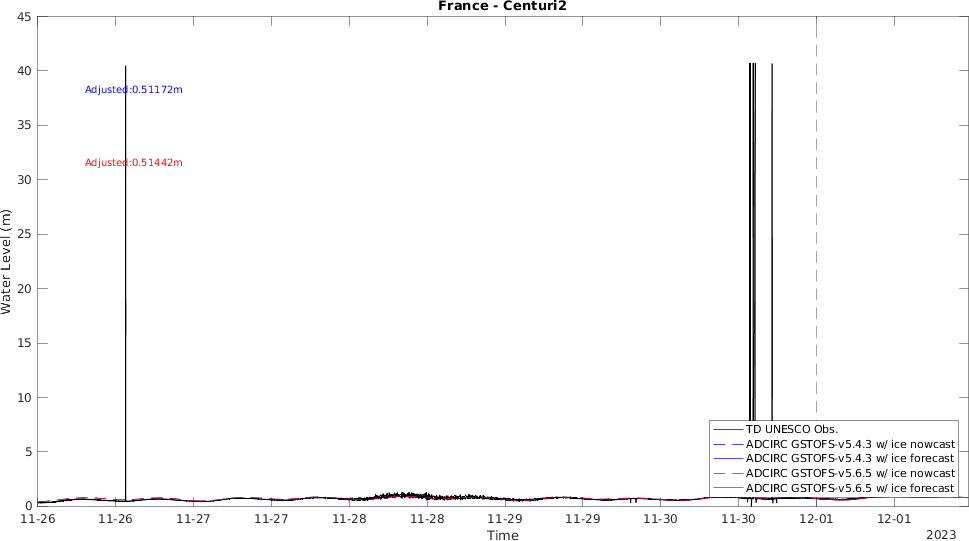 France - Centuri2
45
40
35
30
25
20
15
10
5
0
Water Level (m)
Adjusted:0.51172m
Adjusted:0.51442m
TD UNESCO Obs.
ADCIRC GSTOFS-v5.4.3 w/ ice nowcast
ADCIRC GSTOFS-v5.4.3 w/ ice forecast
ADCIRC GSTOFS-v5.6.5 w/ ice nowcast
ADCIRC GSTOFS-v5.6.5 w/ ice forecast
11-26 11-26 11-27 11-27 11-28 11-28 11-29 11-29 11-30 11-30 12-01 12-01
Time
2023